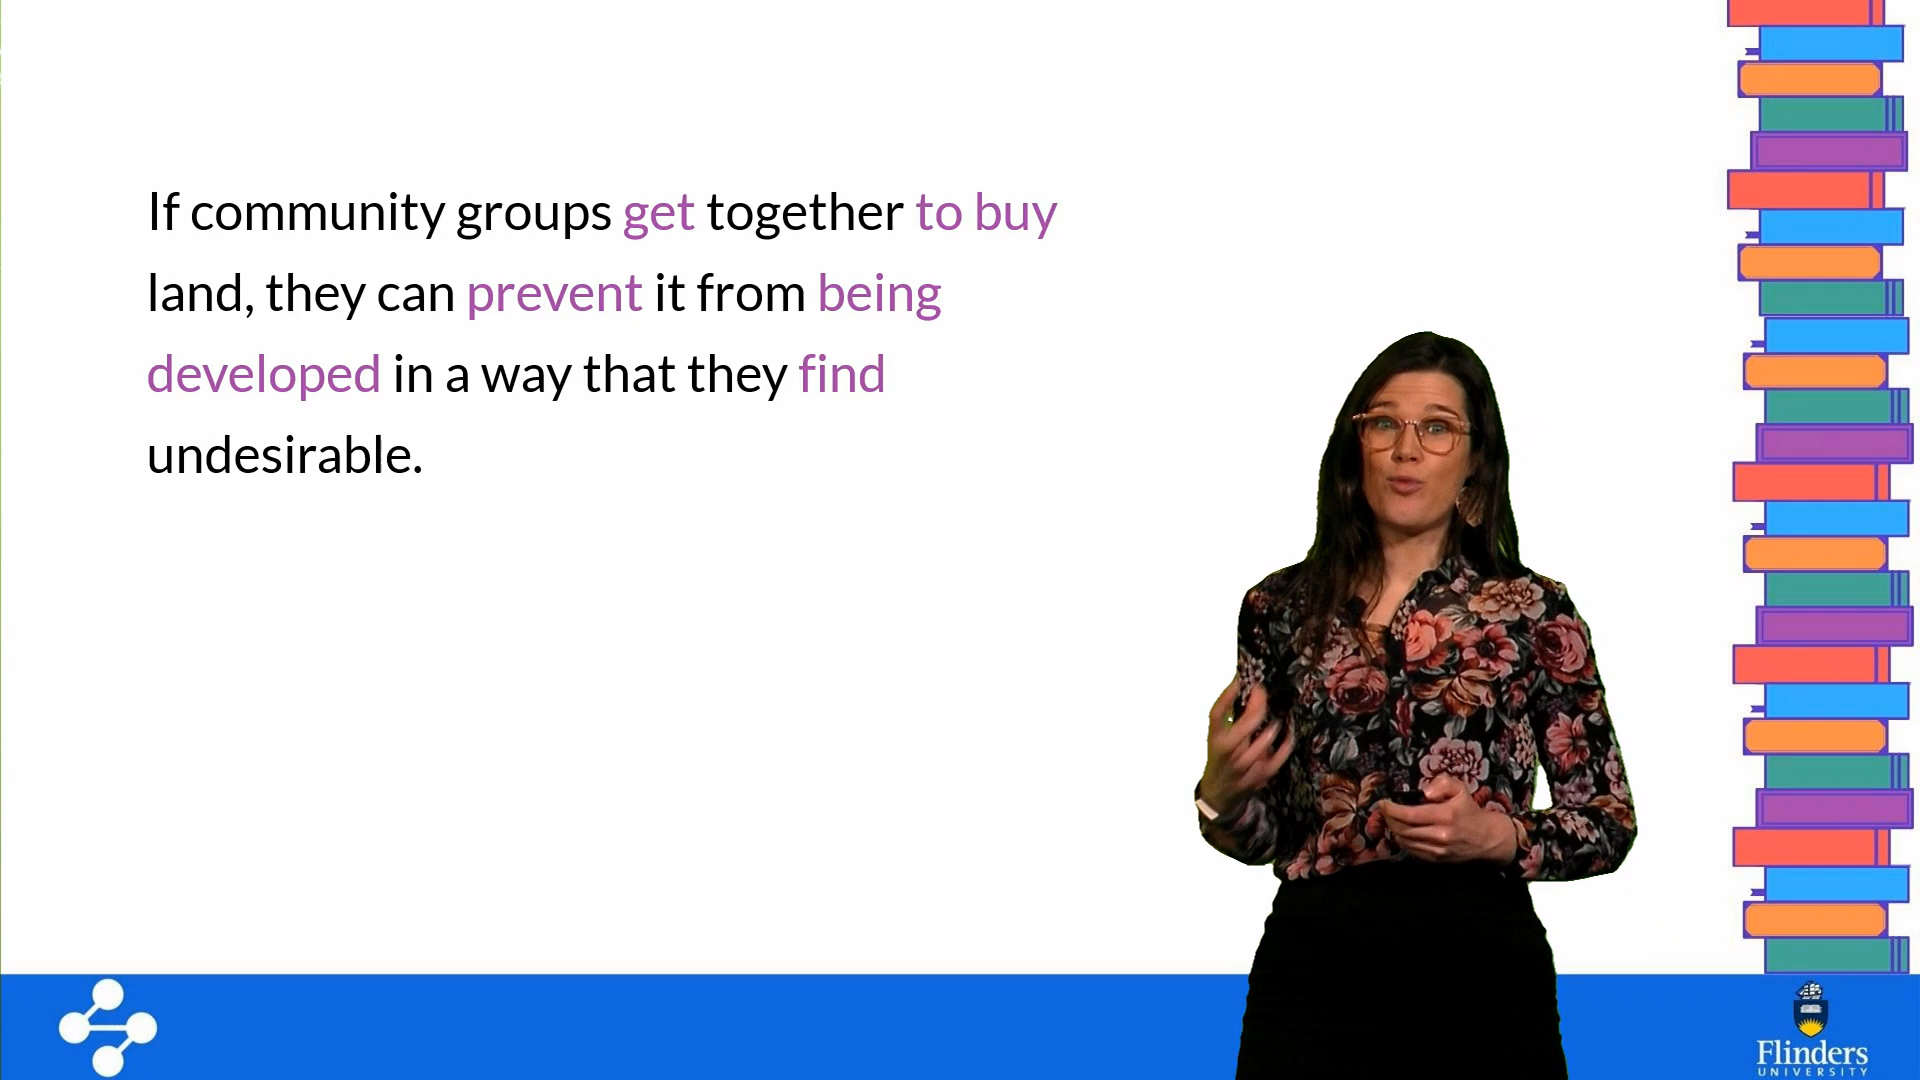 If community groups get together to buy
land, they can prevent it from being
developed in a way that they find
undesirable.
Flinders
UNIVERSITY